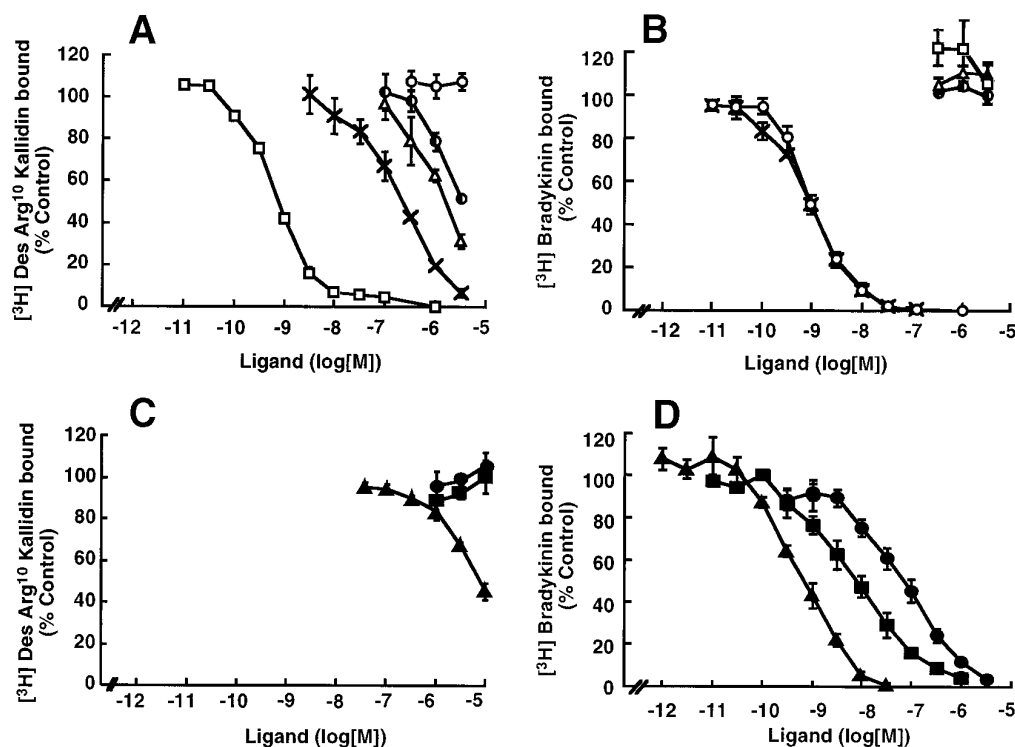 A
[³H] Des Arg¹⁰ Kallidin bound
(% Control)
120
100
80
60
40
20
0
-12 -11 -10 -9 -8 -7 -6 -5
Ligand (log[M])
B
[³H] Bradykinin bound
(% Control)
120
100
80
60
40
20
0
-12 -11 -10 -9 -8 -7 -6 -5
Ligand (log[M])
C
[³H] Des Arg¹⁰ Kallidin bound
(% Control)
120
100
80
60
40
20
0
-12 -11 -10 -9 -8 -7 -6 -5
Ligand (log[M])
D
[³H] Bradykinin bound
(% Control)
120
100
80
60
40
20
0
-12 -11 -10 -9 -8 -7 -6 -5
Ligand (log[M])